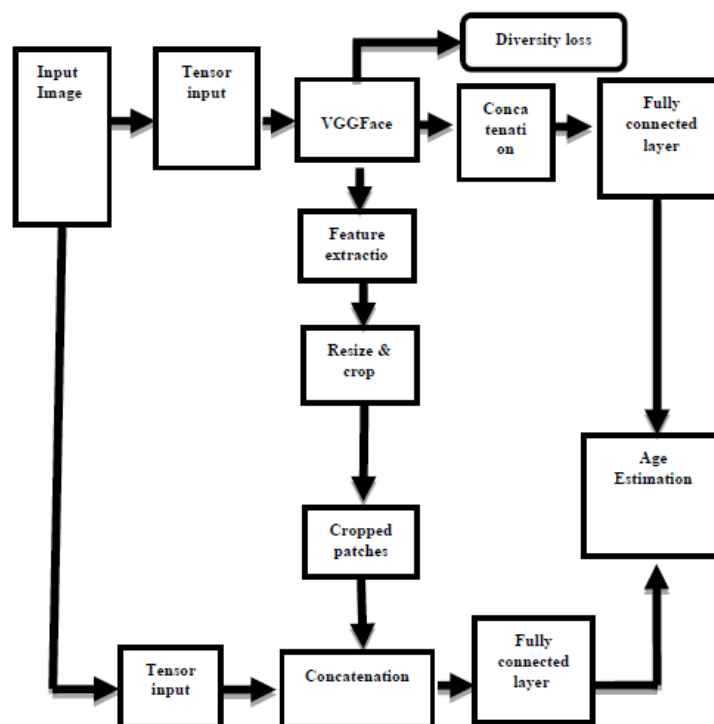 Diversity loss
Input
Image
Tensor
input
VGGFace
Conca
tenati
on
Fully
connected
layer
Feature
extractio
Resize &
crop
Age
Estimation
Cropped
patches
Tensor
input
Concatenation
Fully
connected
layer